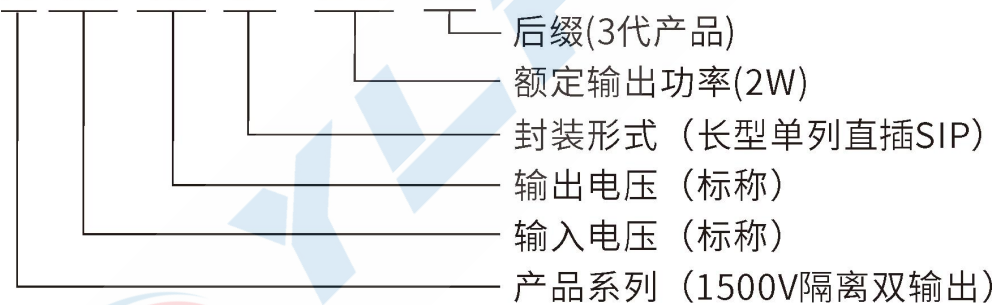 后缀(3代产品)
额定输出功率(2W)
封装形式（长型单列直插SIP）
输出电压（标称）
输入电压（标称）
产品系列（1500V隔离双输出）